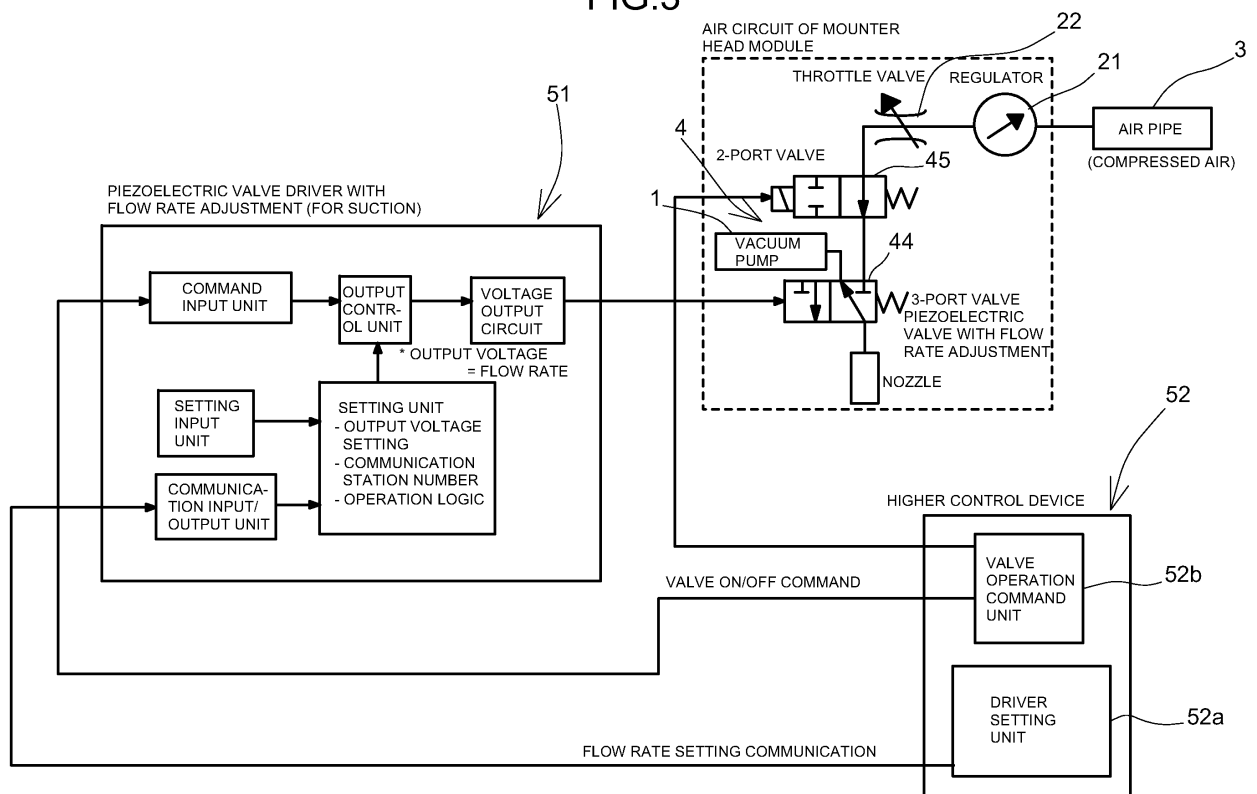 AIR CIRCUIT OF MOUNTER
HEAD MODULE
22
3
THROTTLE VALVE
REGULATOR
21
51
AIR PIPE
(COMPRESSED AIR)
4
2-PORT VALVE
45
PIEZOELECTRIC VALVE DRIVER WITH
FLOW RATE ADJUSTMENT (FOR SUCTION)
1
VACUUM
PUMP
44
COMMAND
INPUT UNIT
OUTPUT
CONTR-
OL UNIT
VOLTAGE
OUTPUT
CIRCUIT
3-PORT VALVE
PIEZOELECTRIC
VALVE WITH FLOW
RATE ADJUSTMENT
* OUTPUT VOLTAGE
= FLOW RATE
NOZZLE
SETTING
INPUT
UNIT
SETTING UNIT
- OUTPUT VOLTAGE
SETTING
- COMMUNICATION
STATION NUMBER
- OPERATION LOGIC
COMMUNICA-
TION INPUT/
OUTPUT UNIT
52
HIGHER CONTROL DEVICE
VALVE
OPERATION
COMMAND
UNIT
52b
VALVE ON/OFF COMMAND
DRIVER
SETTING
UNIT
52a
FLOW RATE SETTING COMMUNICATION